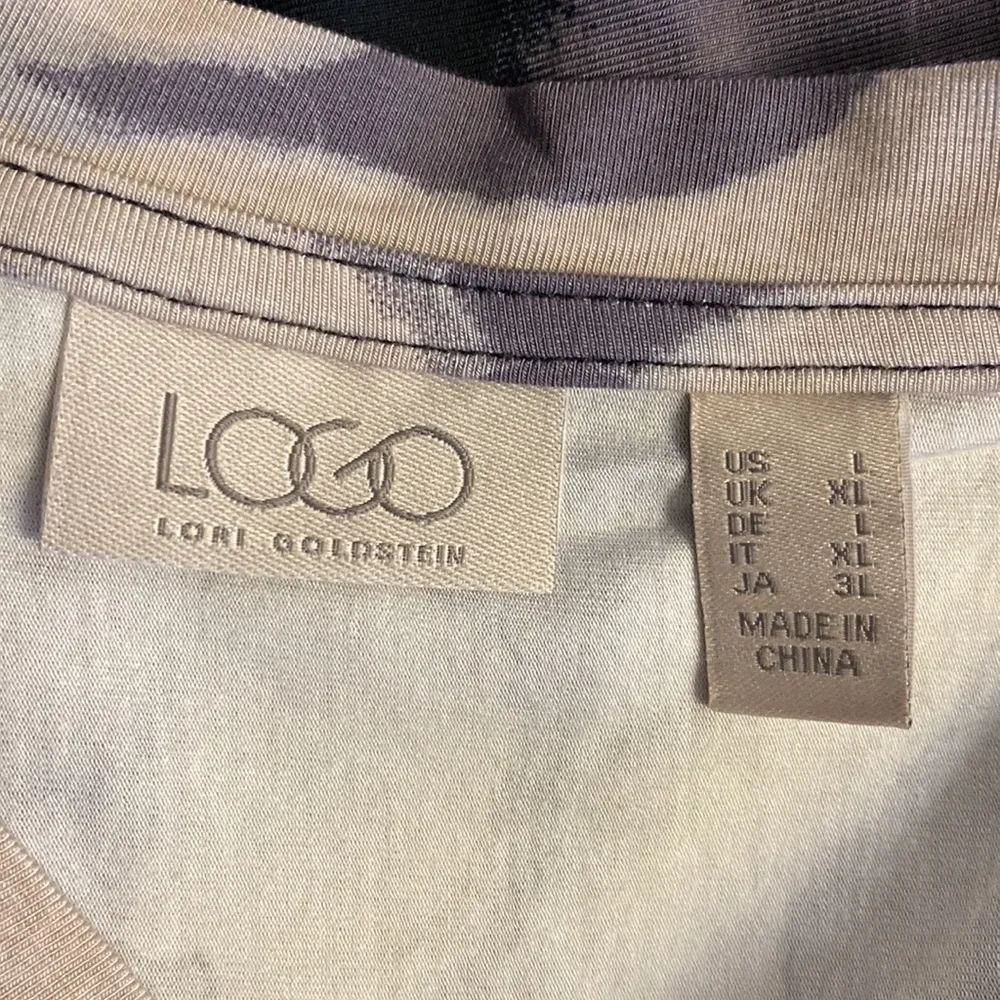 LOGO
LORI GOLDSTEIN
US L
UK XL
DE L
IT XL
JA 3L
MADE IN
CHINA